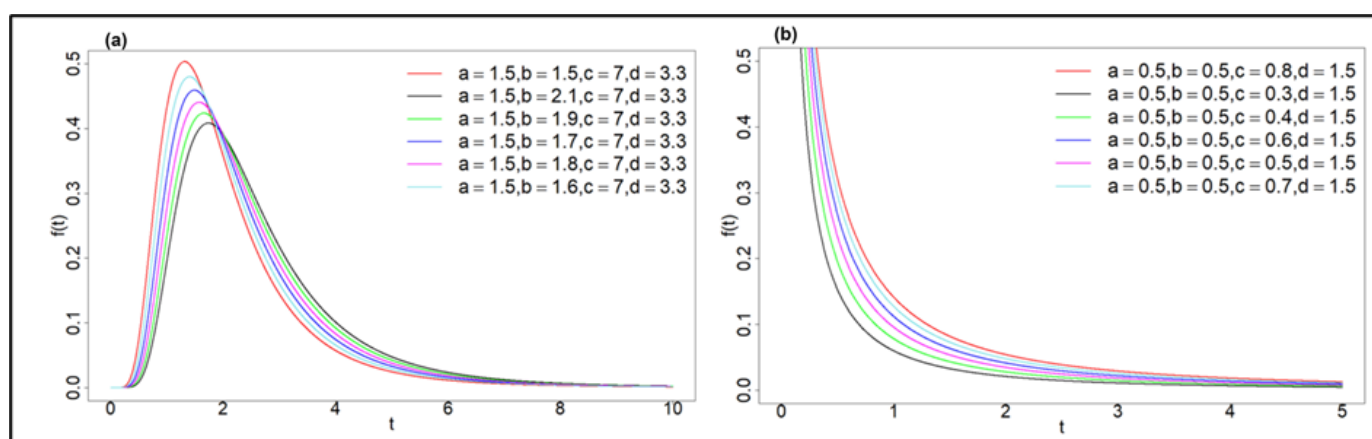 (a)
a = 1.5,b = 1.5,c = 7,d = 3.3
a = 1.5,b = 2.1,c = 7,d = 3.3
a = 1.5,b = 1.9,c = 7,d = 3.3
a = 1.5,b = 1.7,c = 7,d = 3.3
a = 1.5,b = 1.8,c = 7,d = 3.3
a = 1.5,b = 1.6,c = 7,d = 3.3
f(t)
0.5
0.4
0.3
0.2
0.1
0.0
0 2 4 6 8 10
t
(b)
a = 0.5,b = 0.5,c = 0.8,d = 1.5
a = 0.5,b = 0.5,c = 0.3,d = 1.5
a = 0.5,b = 0.5,c = 0.4,d = 1.5
a = 0.5,b = 0.5,c = 0.6,d = 1.5
a = 0.5,b = 0.5,c = 0.5,d = 1.5
a = 0.5,b = 0.5,c = 0.7,d = 1.5
f(t)
0.5
0.4
0.3
0.2
0.1
0.0
0 1 2 3 4 5
t